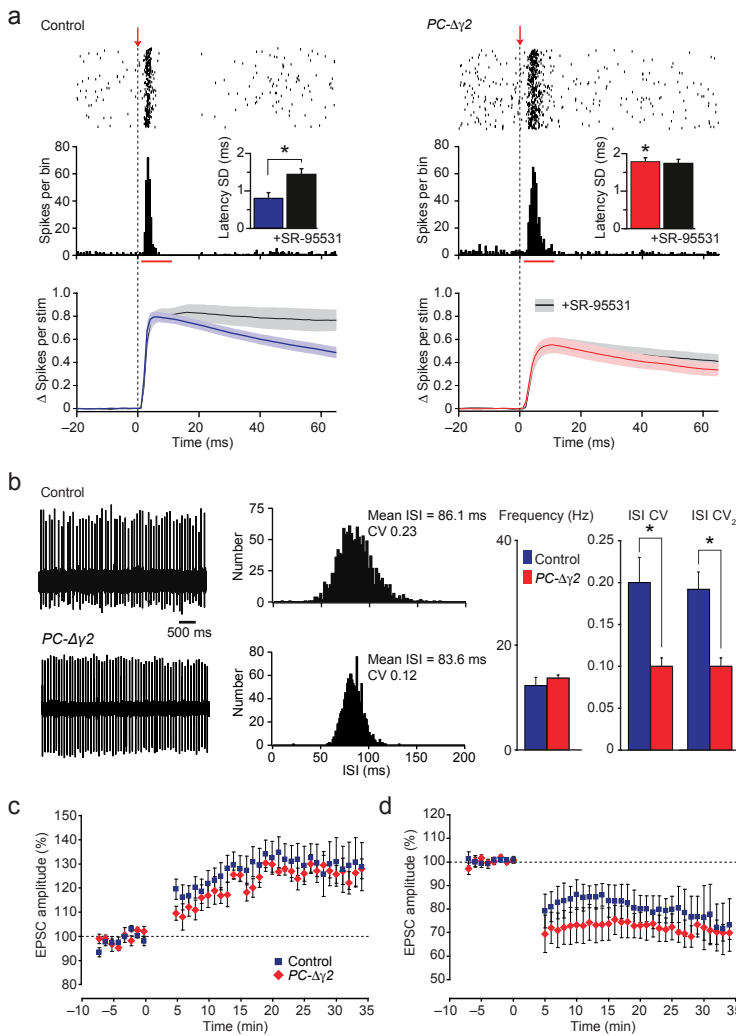 a
Control
PC-Δγ2
80
60
40
20
0
Spikes per bin
2
1
0
Latency SD (ms)
*
+SR-95531
80
60
40
20
0
Spikes per bin
2
1
0
Latency SD (ms)
*
+SR-95531
1.0
0.8
0.6
0.4
0.2
0
Δ Spikes per stim
–20 0 20 40 60
Time (ms)
1.0
0.8
0.6
0.4
0.2
0
Δ Spikes per stim
+SR-95531
–20 0 20 40 60
Time (ms)
b
Control
500 ms
PC-Δγ2
75
50
25
0
Number
Mean ISI = 86.1 ms
CV 0.23
80
60
40
20
0
Number
Mean ISI = 83.6 ms
CV 0.12
0 50 100 150 200
ISI (ms)
Frequency (Hz)
40
20
0
Control
PC-Δγ2
ISI CV
ISI CV2
* *
0.20
0.15
0.10
0.05
0
c
150
140
130
120
110
100
90
80
EPSC amplitude (%)
Control
PC-Δγ2
–10 –5 0 5 10 15 20 25 30 35
Time (min)
d
120
110
100
90
80
70
60
50
EPSC amplitude (%)
–10 –5 0 5 10 15 20 25 30 35
Time (min)